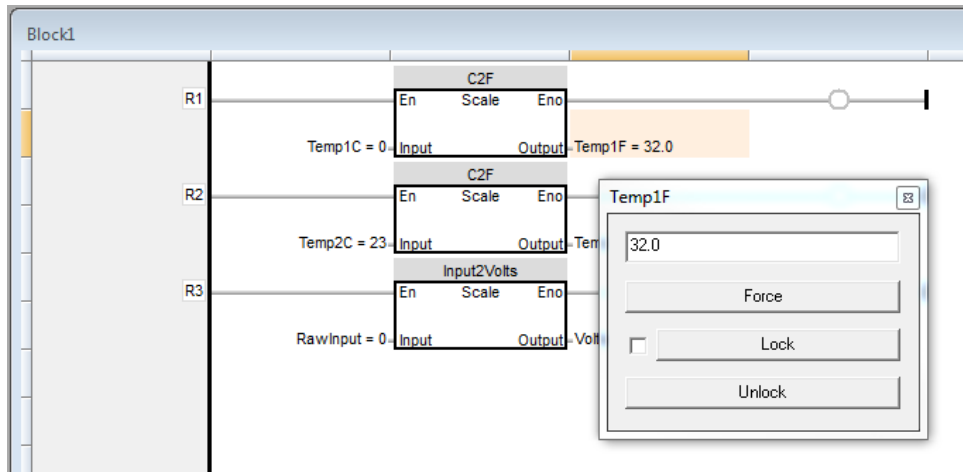 Block1
C2F
R1
En Scale Eno
Temp1C = 0 Input Output Temp1F = 32.0
C2F
R2
En Scale Eno
Temp2C = 23 Input Output Tem
Input2Volts
R3
En Scale Eno
RawInput = 0 Input Output Volt
Temp1F
32.0
Force
Lock
Unlock